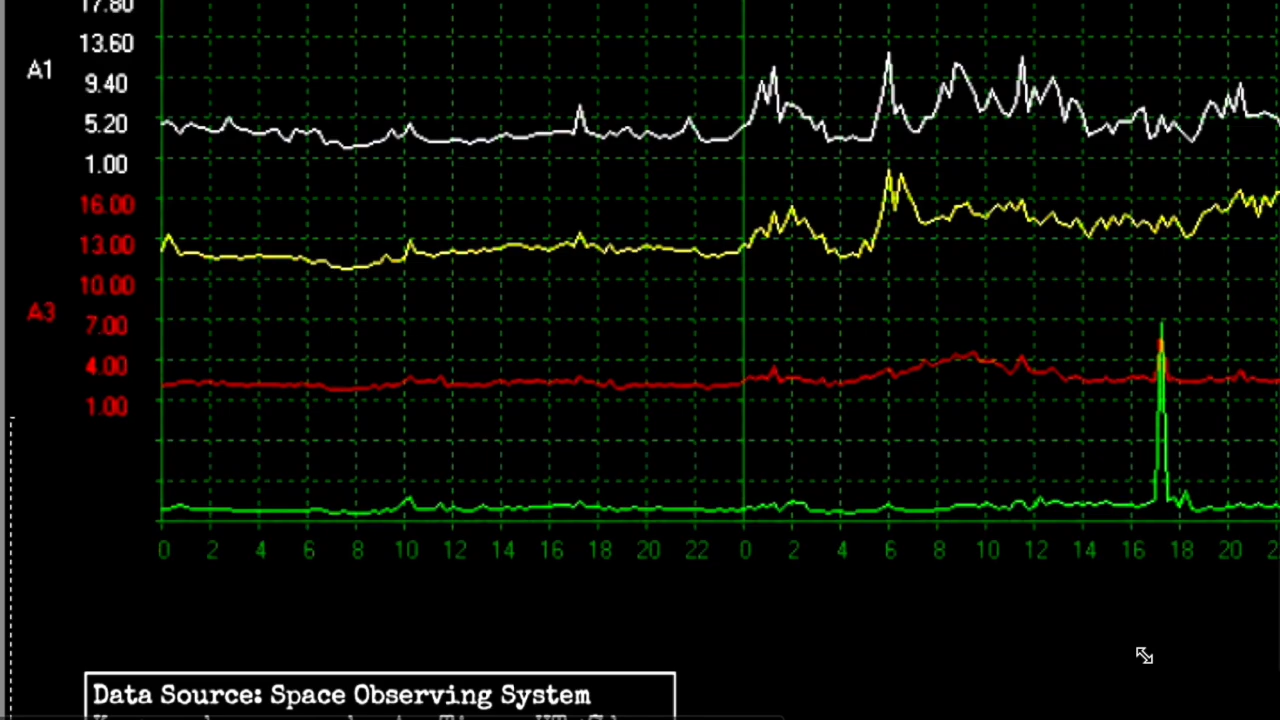 17.80
13.60
A1
9.40
5.20
1.00
16.00
13.00
10.00
A3
7.00
4.00
1.00
0 2 4 6 8 10 12 14 16 18 20 22 0 2 4 6 8 10 12 14 16 18 20
Data Source: Space Observing System